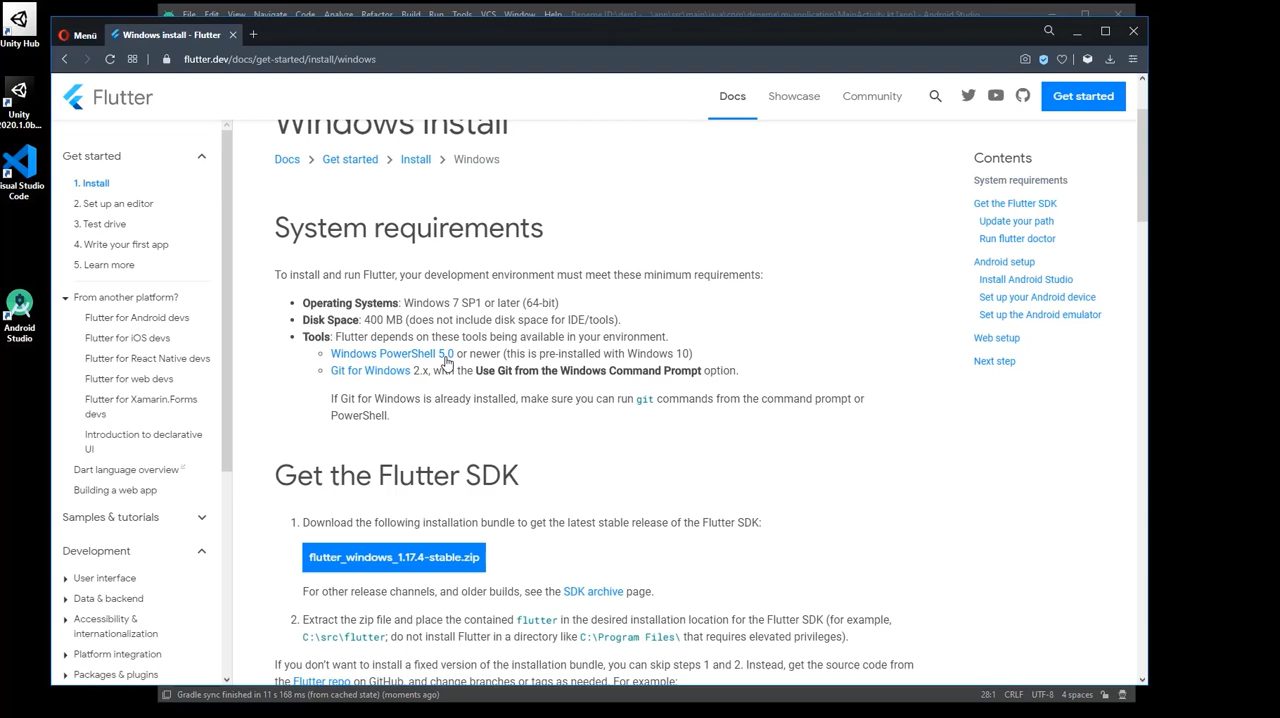 File Edit View Navigate Code Analyze Refactor Build Run Tools VCS Window Help
Unity Hub
Unity
2020.1.0b...
isual Studio
Code
Android
Studio
Menü
Windows install - Flutter
flutter.dev/docs/get-started/install/windows
Flutter
Docs
Showcase
Community
Get started
Get started
1. Install
2. Set up an editor
3. Test drive
4. Write your first app
5. Learn more
From another platform?
Flutter for Android devs
Flutter for iOS devs
Flutter for React Native devs
Flutter for web devs
Flutter for Xamarin.Forms
devs
Introduction to declarative
UI
Dart language overview
Building a web app
Samples & tutorials
Development
User interface
Data & backend
Accessibility &
internationalization
Platform integration
Packages & plugins
Windows install
Docs > Get started > Install > Windows
System requirements
To install and run Flutter, your development environment must meet these minimum requirements:
• Operating Systems: Windows 7 SP1 or later (64-bit)
• Disk Space: 400 MB (does not include disk space for IDE/tools).
• Tools: Flutter depends on these tools being available in your environment.
Windows PowerShell 5.0 or newer (this is pre-installed with Windows 10)
Git for Windows 2.x, with the Use Git from the Windows Command Prompt option.
If Git for Windows is already installed, make sure you can run git commands from the command prompt or
PowerShell.
Get the Flutter SDK
1. Download the following installation bundle to get the latest stable release of the Flutter SDK:
flutter_windows_1.17.4-stable.zip
For other release channels, and older builds, see the SDK archive page.
2. Extract the zip file and place the contained flutter in the desired installation location for the Flutter SDK (for example,
C:\src\flutter; do not install Flutter in a directory like C:\Program Files\ that requires elevated privileges).
If you don't want to install a fixed version of the installation bundle, you can skip steps 1 and 2. Instead, get the source code from
the Flutter repo on GitHub, and change branches or tags as needed. For example:
Contents
System requirements
Get the Flutter SDK
Update your path
Run flutter doctor
Android setup
Install Android Studio
Set up your Android device
Set up the Android emulator
Web setup
Next step
Gradle sync finished in 11 s 168 ms (from cached state) (moments ago)
28:1 CRLF UTF-8 4 spaces